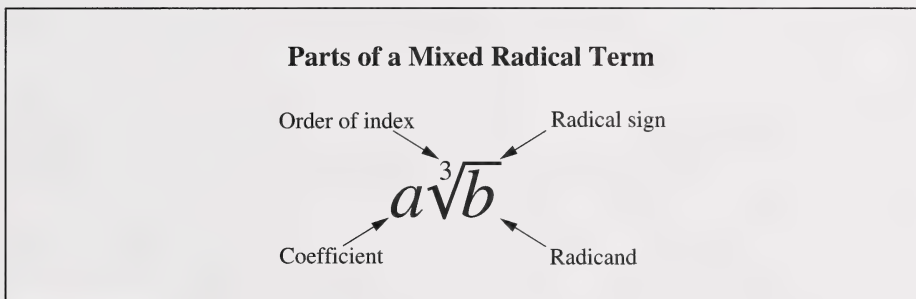 Parts of a Mixed Radical Term
Order of index
Radical sign
a∛b
Coefficient
Radicand